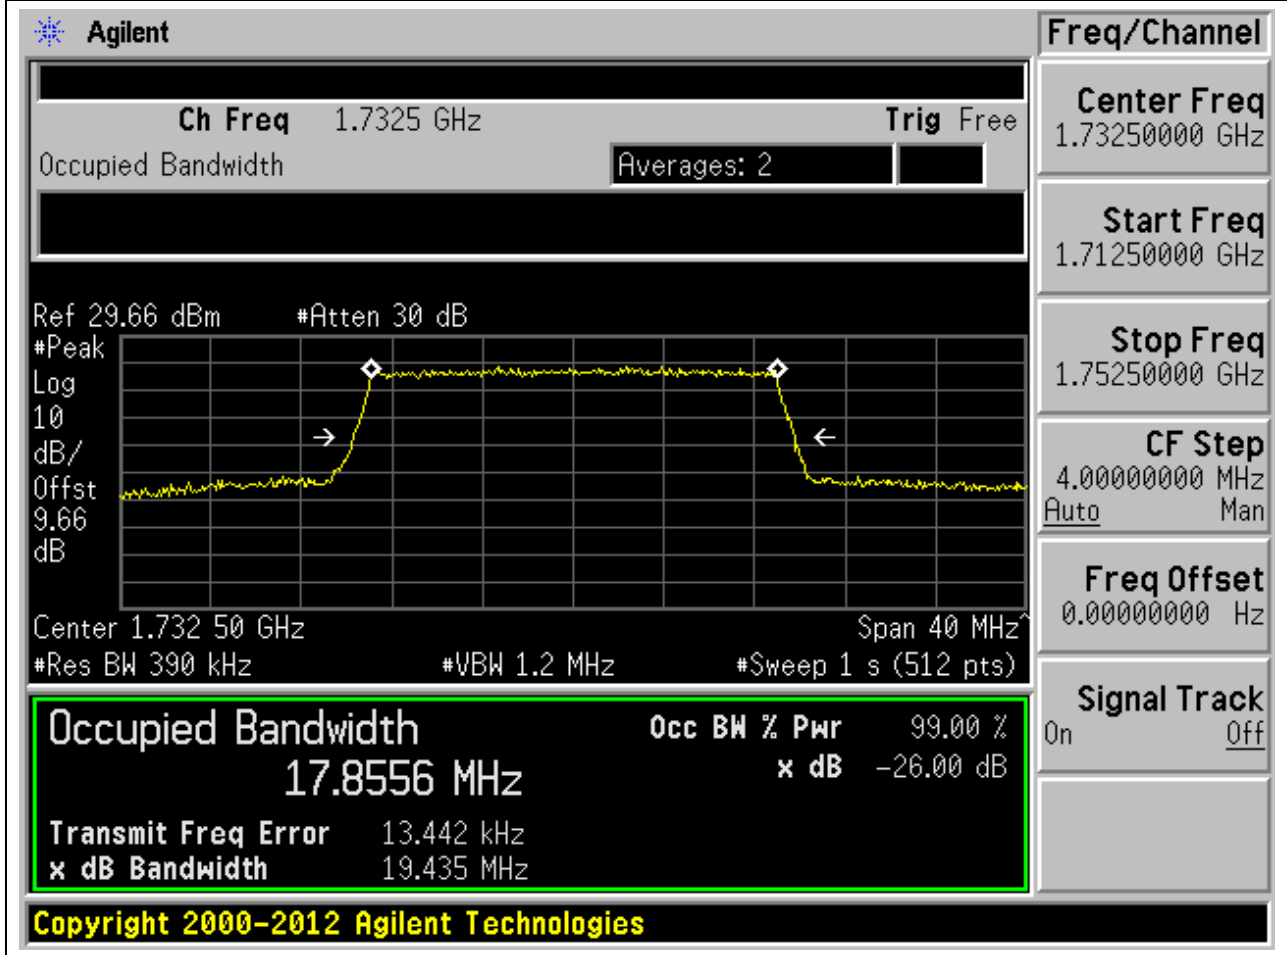 Agilent
Freq/Channel
Ch Freq 1.7325 GHz Trig Free
Occupied Bandwidth Averages: 2
Center Freq
1.73250000 GHz
Start Freq
1.71250000 GHz
Stop Freq
1.75250000 GHz
CF Step
4.00000000 MHz
Auto Man
Freq Offset
0.00000000 Hz
Signal Track
On Off
Ref 29.66 dBm #Atten 30 dB
#Peak
Log
10
dB/
Offst
9.66
dB
Center 1.732 50 GHz Span 40 MHz^
#Res BW 390 kHz #VBW 1.2 MHz #Sweep 1 s (512 pts)
Occupied Bandwidth
17.8556 MHz
Occ BW % Pwr 99.00 %
x dB -26.00 dB
Transmit Freq Error 13.442 kHz
x dB Bandwidth 19.435 MHz
Copyright 2000-2012 Agilent Technologies